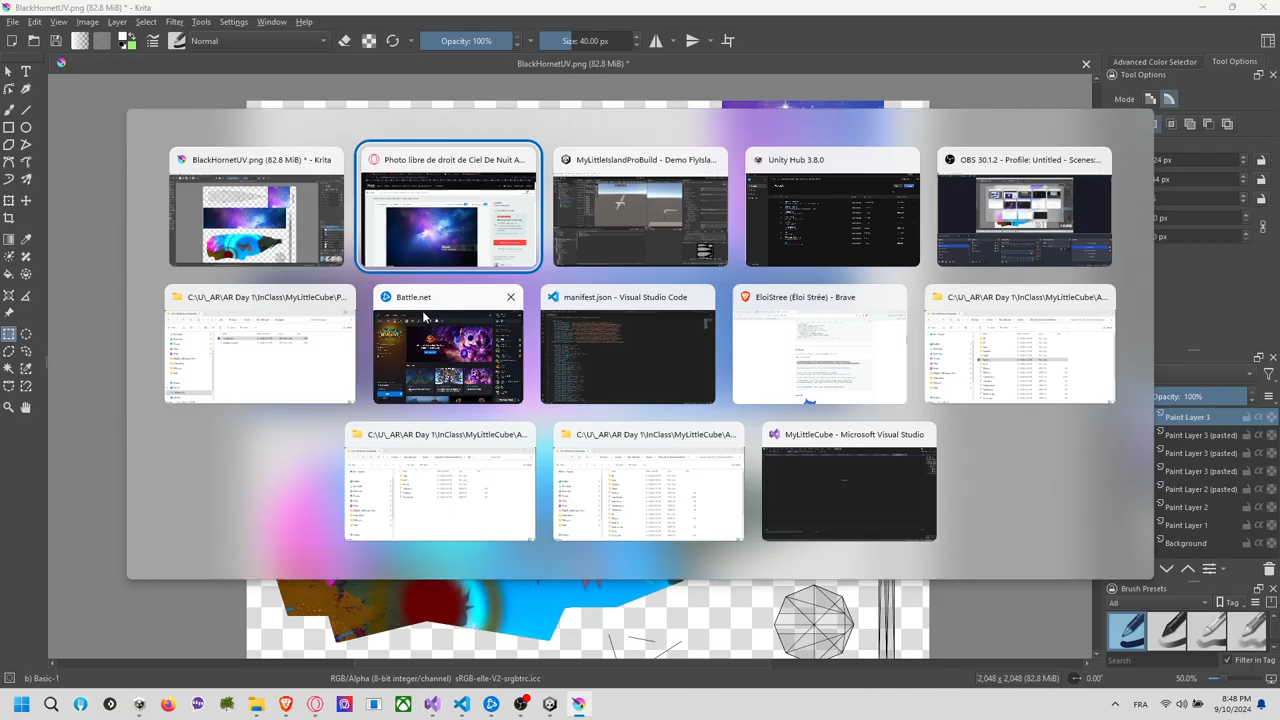 BlackHornetUV.png (82.8 MiB) * - Krita
File Edit View Image Layer Select Filter Tools Settings Window Help
Normal
Opacity: 100%
Size: 40.00 px
BlackHornetUV.png (82.8 MiB) *
Advanced Color Selector
Tool Options
Tool Options
Mode
BlackHornetUV.png (82.8 MiB) * - Krita
Photo libre de droit de Ciel De Nuit A...
MyLittleIslandProBuild - Demo FlyIsla...
Unity Hub 3.8.0
OBS 30.1.2 - Profile: Untitled - Scenes:...
24 px
4 px
0 px
0 px
C:\U\_AR\AR Day 1\InClass\MyLittleCube\P...
Battle.net
manifest.json - Visual Studio Code
EloiStree (Éloi Strée) - Brave
C:\U\_AR\AR Day 1\InClass\MyLittleCube\A...
Opacity: 100%
Paint Layer 3
Paint Layer 3 (pasted)
Paint Layer 3 (pasted)
Paint Layer 3 (pasted)
Paint Layer 2 (pasted)
Paint Layer 2
Paint Layer 1
Background
C:\U\_AR\AR Day 1\InClass\MyLittleCube\A...
C:\U\_AR\AR Day 1\InClass\MyLittleCube\A...
MyLittleCube - Microsoft Visual Studio
Brush Presets
All
Tag
Search
Filter in Tag
b) Basic-1
RGB/Alpha (8-bit integer/channel) sRGB-elle-V2-srgbtrc.icc
2,048 x 2,048 (82.8 MiB)
0.00°
50.0%
FRA
8:48 PM
9/10/2024